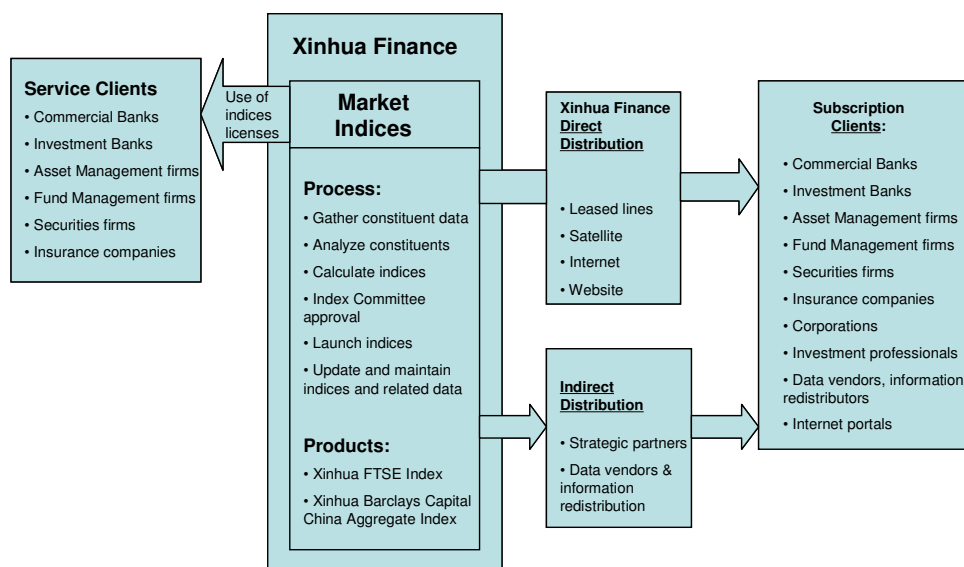 Xinhua Finance
Service Clients
• Commercial Banks
• Investment Banks
• Asset Management firms
• Fund Management firms
• Securities firms
• Insurance companies
Use of
indices
licenses
Market
Indices
Process:
• Gather constituent data
• Analyze constituents
• Calculate indices
• Index Committee
approval
• Launch indices
• Update and maintain
indices and related data
Products:
• Xinhua FTSE Index
• Xinhua Barclays Capital
China Aggregate Index
Xinhua Finance
Direct
Distribution
• Leased lines
• Satellite
• Internet
• Website
Indirect
Distribution
• Strategic partners
• Data vendors &
information
redistribution
Subscription
Clients:
• Commercial Banks
• Investment Banks
• Asset Management firms
• Fund Management firms
• Securities firms
• Insurance companies
• Corporations
• Investment professionals
• Data vendors, information
redistributors
• Internet portals